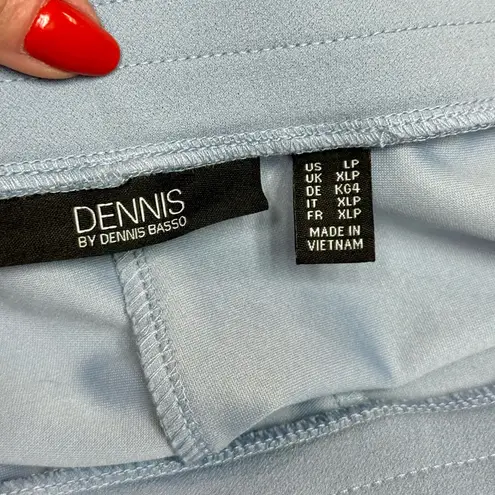 DENNIS
BY DENNIS BASSO
US LP
UK XLP
DE KG4
IT XLP
FR XLP
MADE IN
VIETNAM